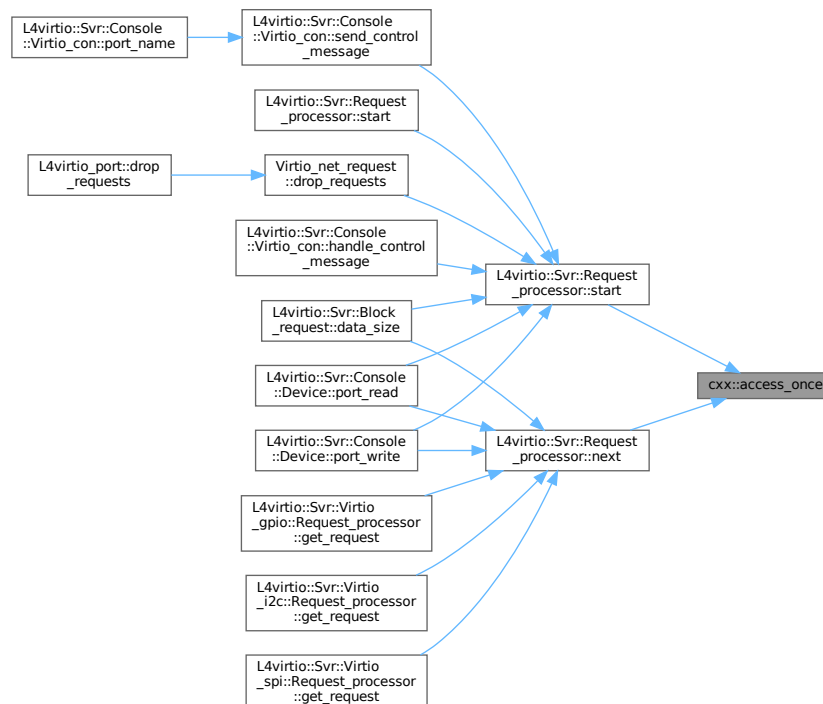 L4virtio::Svr::Console
::Virtio_con::port_name
L4virtio::Svr::Console
::Virtio_con::send_control
_message
L4virtio::Svr::Request
_processor::start
L4virtio_port::drop
_requests
Virtio_net_request
::drop_requests
L4virtio::Svr::Console
::Virtio_con::handle_control
_message
L4virtio::Svr::Request
_processor::start
L4virtio::Svr::Block
_request::data_size
L4virtio::Svr::Console
::Device::port_read
cxx::access_once
L4virtio::Svr::Console
::Device::port_write
L4virtio::Svr::Request
_processor::next
L4virtio::Svr::Virtio
_gpio::Request_processor
::get_request
L4virtio::Svr::Virtio
_i2c::Request_processor
::get_request
L4virtio::Svr::Virtio
_spi::Request_processor
::get_request